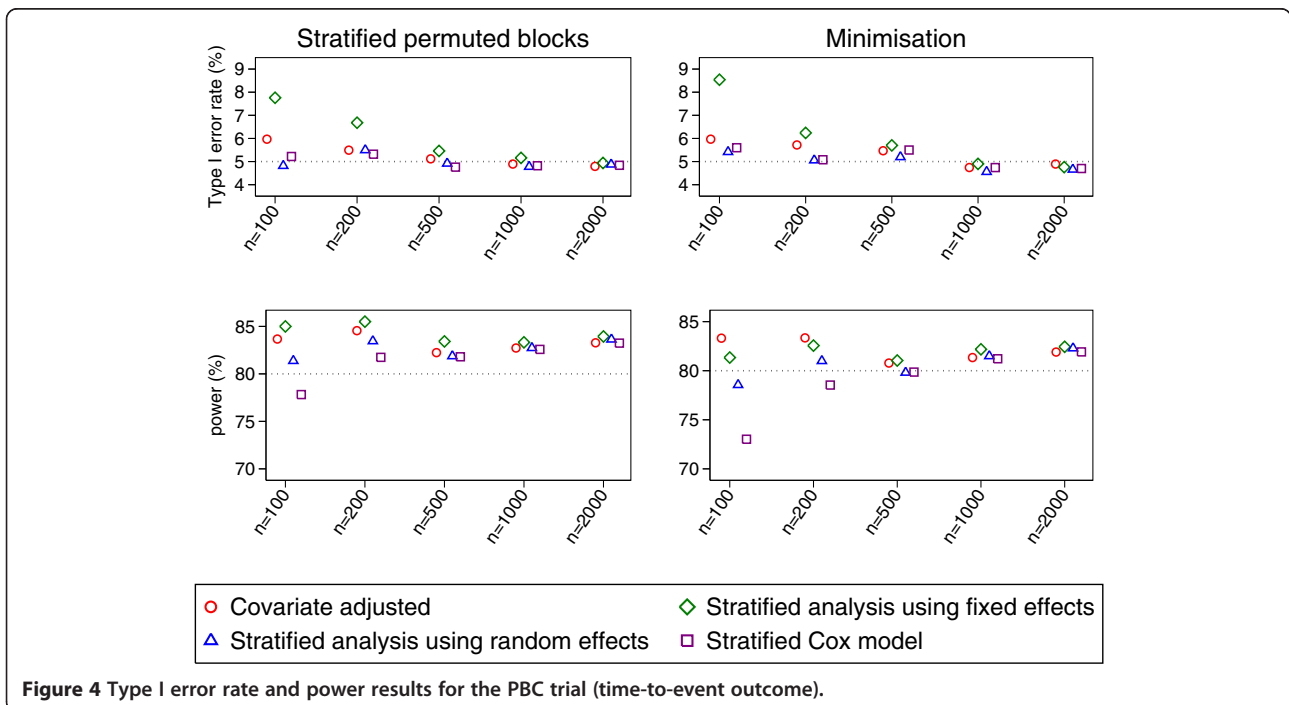 Stratified permuted blocks
Minimisation
Type I error rate (%)
9
8
7
6
5
4
n=100
n=200
n=500
n=1000
n=2000
9
8
7
6
5
4
n=100
n=200
n=500
n=1000
n=2000
power (%)
85
80
75
70
n=100
n=200
n=500
n=1000
n=2000
85
80
75
70
n=100
n=200
n=500
n=1000
n=2000
Covariate adjusted
Stratified analysis using fixed effects
Stratified analysis using random effects
Stratified Cox model
Figure 4 Type I error rate and power results for the PBC trial (time-to-event outcome).